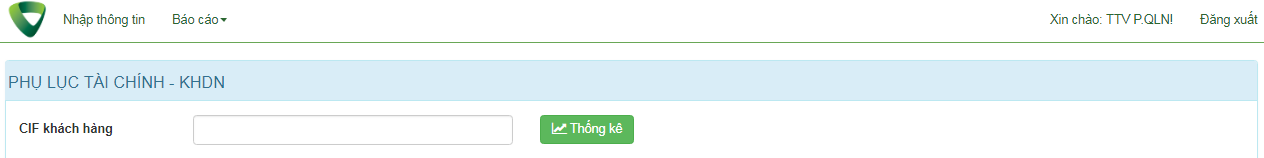 Nhập thông tin Báo cáo Xin chào: TTV P.QLN! Đăng xuất
PHỤ LỤC TÀI CHÍNH - KHDN
CIF khách hàng Thống kê